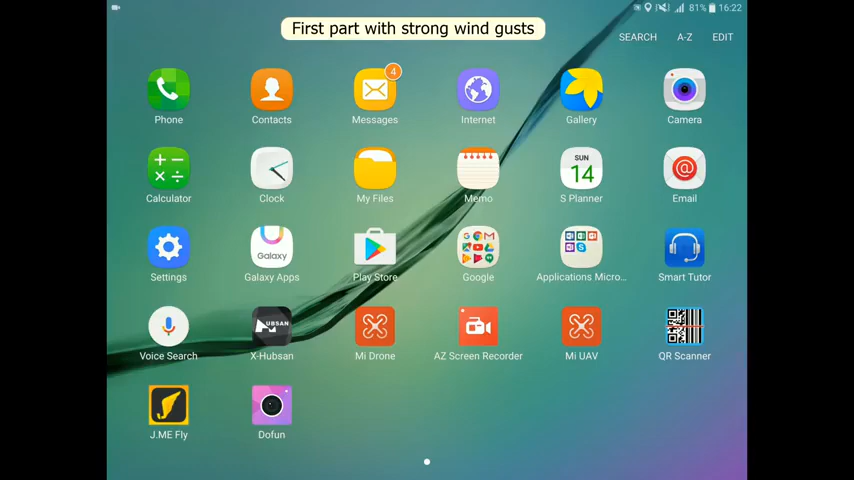 81% 16:22
First part with strong wind gusts
SEARCH A-Z EDIT
4
Phone Contacts Messages Internet Gallery Camera
SUN
14
Calculator Clock My Files Memo S Planner Email
Galaxy
Settings Galaxy Apps Play Store Google Applications Micro... Smart Tutor
HUBSAN
Voice Search X-Hubsan Mi Drone AZ Screen Recorder Mi UAV QR Scanner
J.ME Fly Dofun